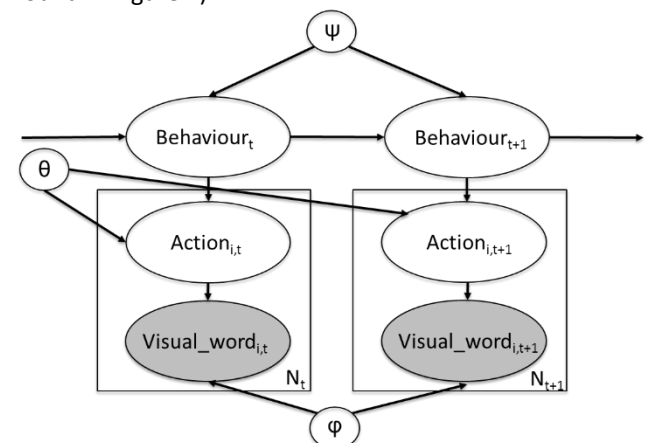 ψ
Behaviour_t Behaviour_t+1
θ
Action_i,t Action_i,t+1
Visual_word_i,t Visual_word_i,t+1
N_t N_t+1
φ